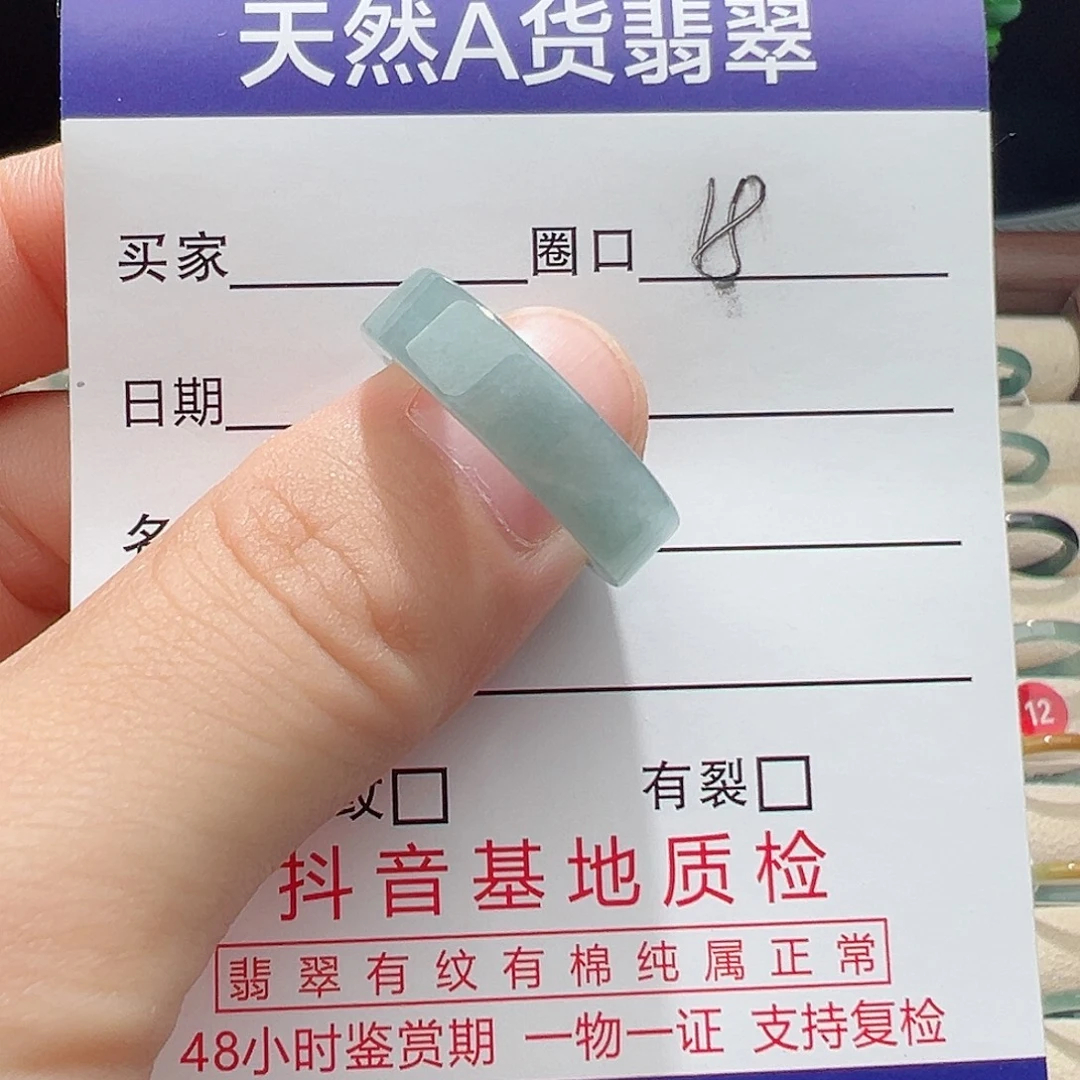 天然A货翡翠
买家 圈口 18
日期
名
纹 有裂
抖音基地质检
翡翠有纹有棉纯属正常
48小时鉴赏期 一物一证 支持复检
12